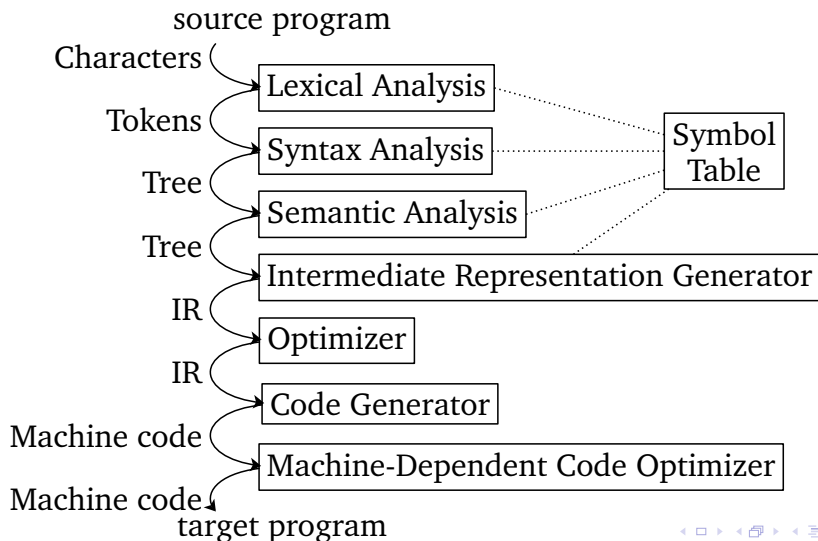 source program
Characters
Lexical Analysis
Tokens
Syntax Analysis
Symbol
Table
Tree
Semantic Analysis
Tree
Intermediate Representation Generator
IR
Optimizer
IR
Code Generator
Machine code
Machine-Dependent Code Optimizer
Machine code
target program